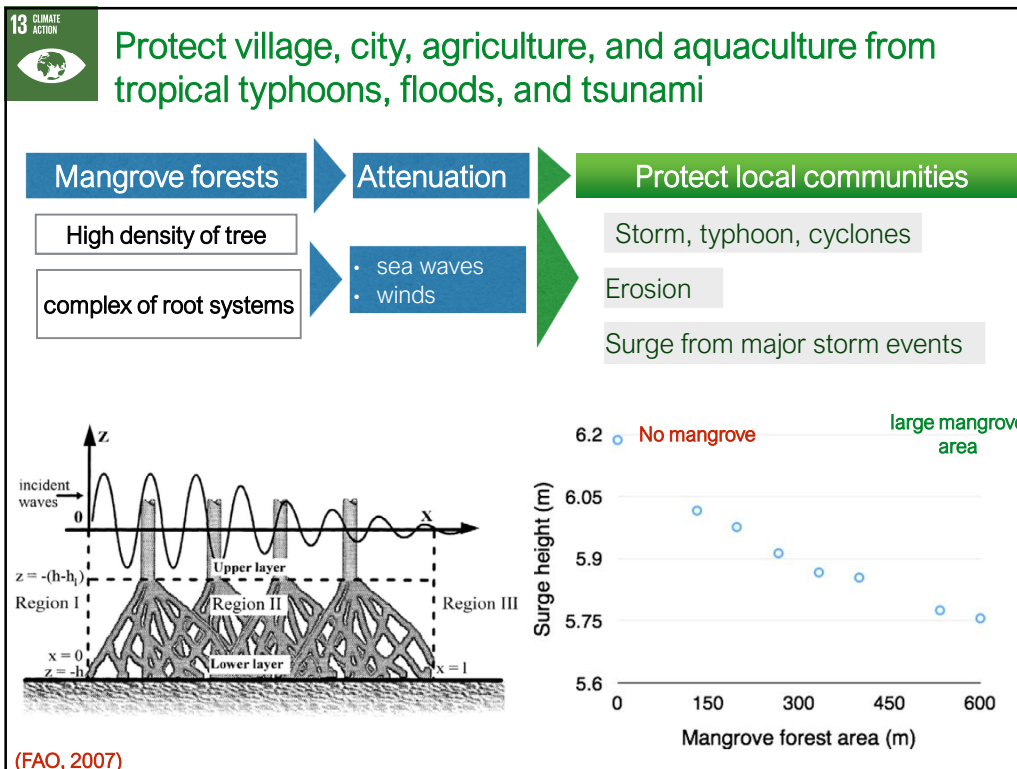 13 CLIMATE
ACTION
Protect village, city, agriculture, and aquaculture from
tropical typhoons, floods, and tsunami
Mangrove forests
Attenuation
Protect local communities
High density of tree
complex of root systems
• sea waves
• winds
Storm, typhoon, cyclones
Erosion
Surge from major storm events
Z
incident
waves
0
X
Upper layer
z = -(h-h₁)
Region I
Region II
Region III
x = 0
z = -h
Lower layer
x = 1
No mangrove
large mangrove
area
Surge height (m)
6.2
6.05
5.9
5.75
5.6
0
150
300
450
600
Mangrove forest area (m)
(FAO, 2007)